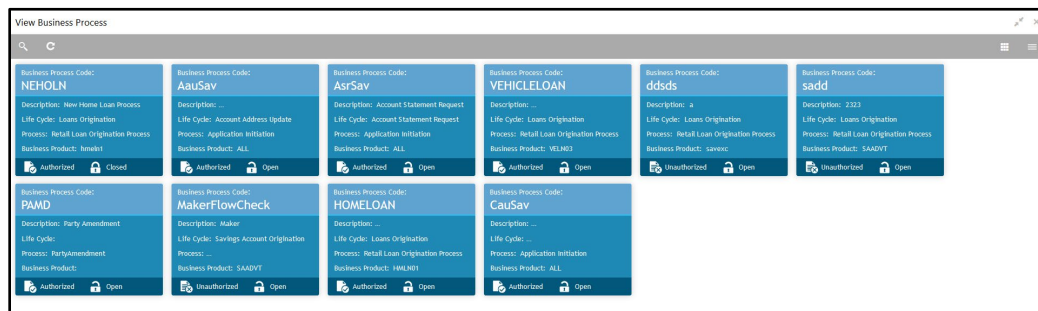 View Business Process
Business Process Code:
NEHOLN
Description: New Home Loan Process
Life Cycle: Loans Origination
Process: Retail Loan Origination Process
Business Product: hmeln1
Authorized Closed
Business Process Code:
AauSav
Description: ...
Life Cycle: Account Address Update
Process: Application Initiation
Business Product: ALL
Authorized Open
Business Process Code:
AsrSav
Description: Account Statement Request
Life Cycle: Account Statement Request
Process: Application Initiation
Business Product: ALL
Authorized Open
Business Process Code:
VEHICLELOAN
Description: ...
Life Cycle: Loans Origination
Process: Retail Loan Origination Process
Business Product: VELN03
Authorized Open
Business Process Code:
ddsds
Description: a
Life Cycle: Loans Origination
Process: Retail Loan Origination Process
Business Product: savexc
Unauthorized Open
Business Process Code:
sadd
Description: 2323
Life Cycle: Loans Origination
Process: Retail Loan Origination Process
Business Product: SAADVT
Unauthorized Open
Business Process Code:
PAMD
Description: Party Amendment
Life Cycle:
Process: PartyAmendment
Business Product:
Authorized Open
Business Process Code:
MakerFlowCheck
Description: Maker
Life Cycle: Savings Account Origination
Process: ...
Business Product: SAADVT
Unauthorized Open
Business Process Code:
HOMELOAN
Description: ...
Life Cycle: Loans Origination
Process: Retail Loan Origination Process
Business Product: HMLN01
Authorized Open
Business Process Code:
CauSav
Description: ...
Life Cycle: ...
Process: Application Initiation
Business Product: ALL
Authorized Open